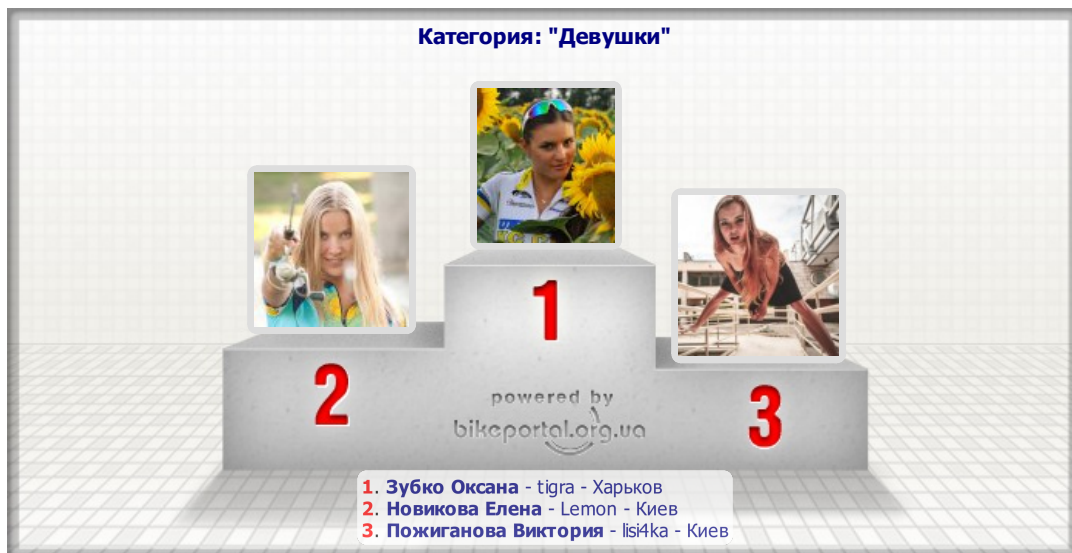 Категория: "Девушки"
1
2
3
powered by
bikeportal.org.ua
1. Зубко Оксана - tigra - Харьков
2. Новикова Елена - Lemon - Киев
3. Пожиганова Виктория - lisi4ka - Киев